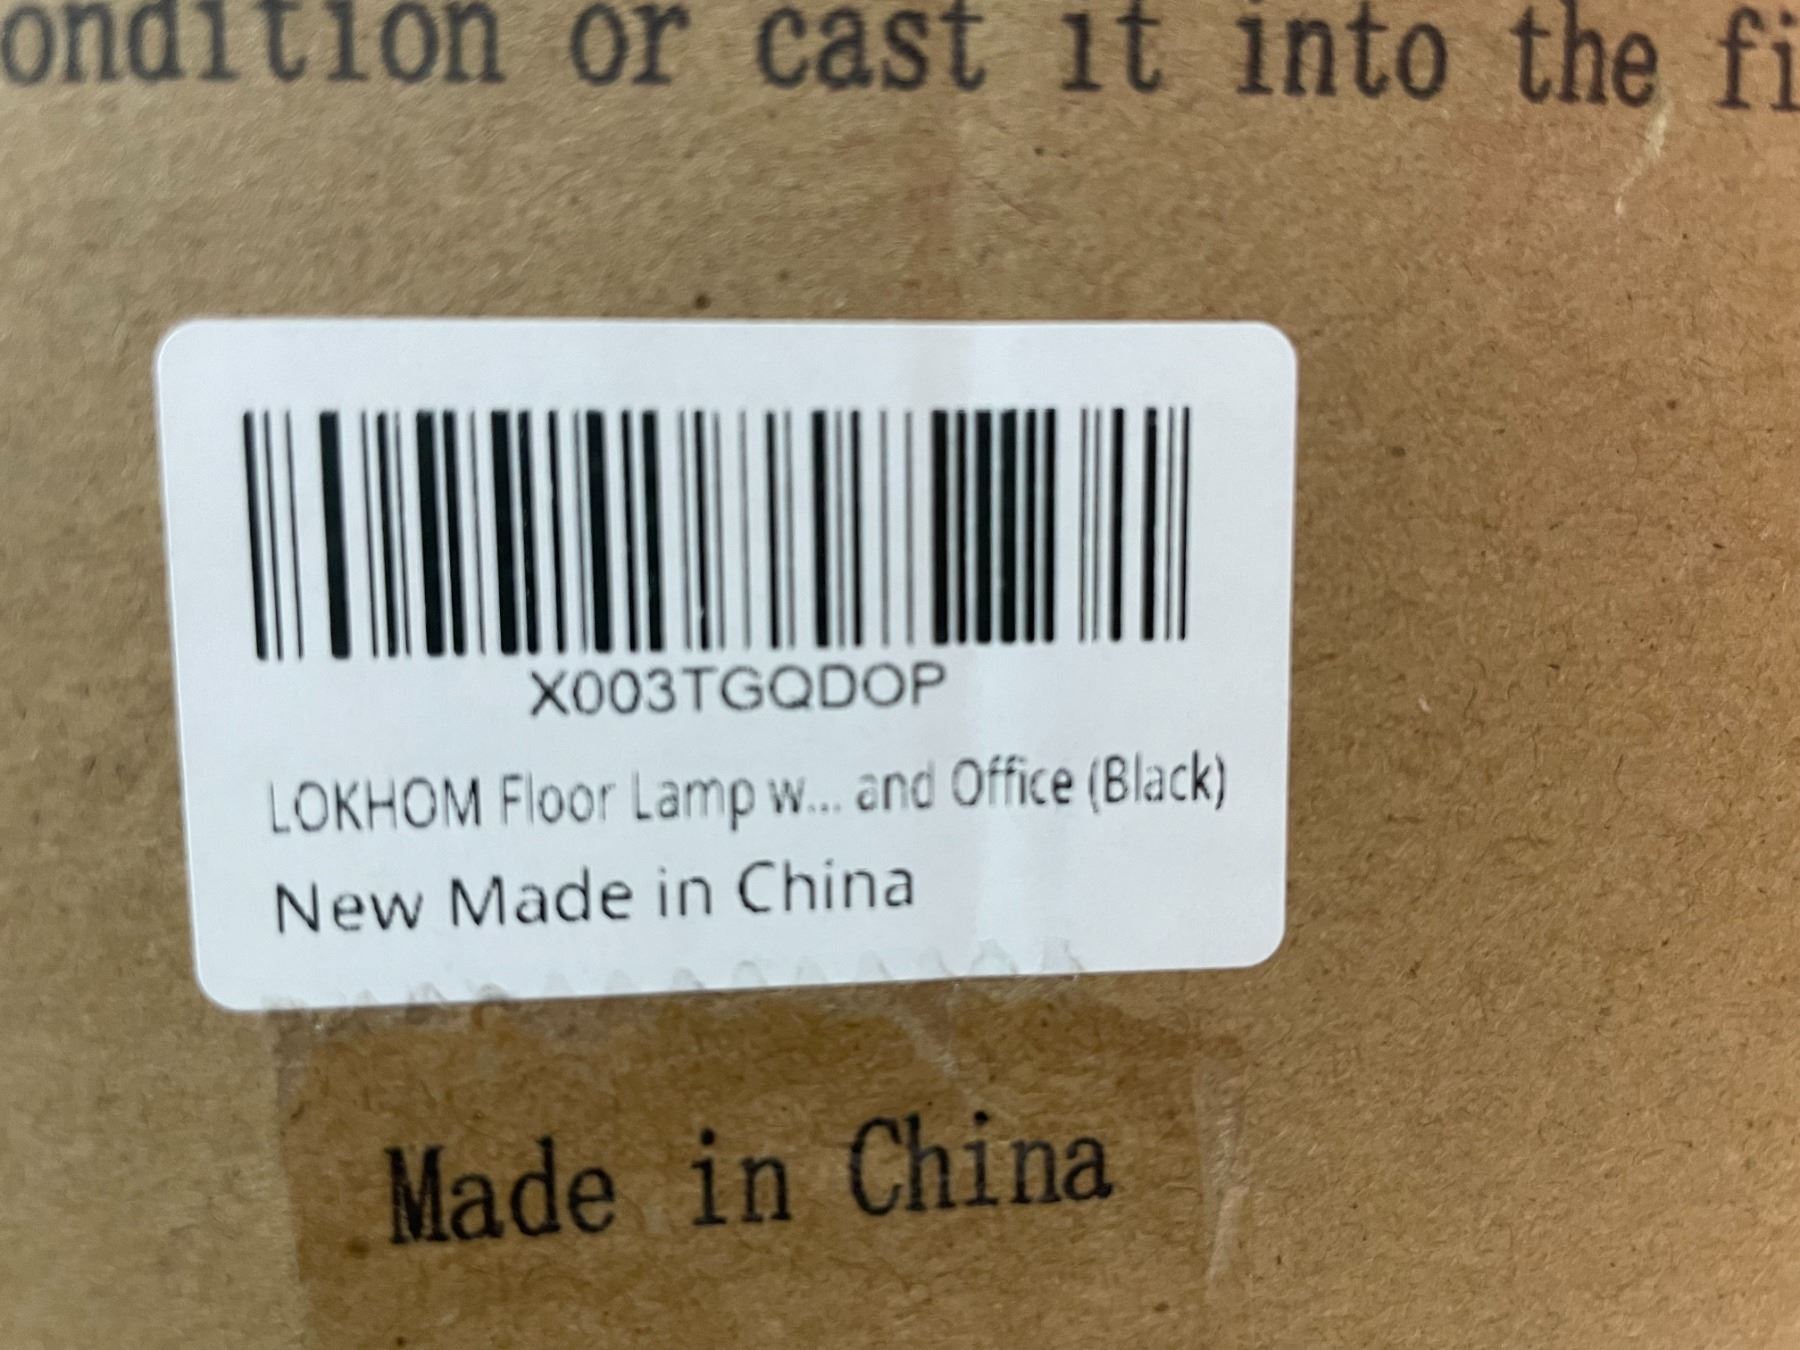 ondition or cast it into the fi
X003TGQDOP
LOKHOM Floor Lamp w... and Office (Black)
New Made in China
Made in China